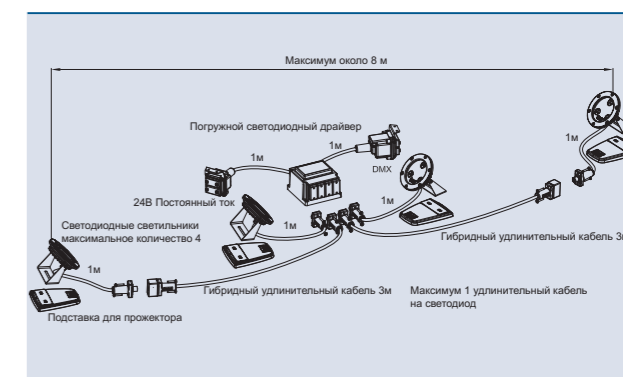 Максимум около 8 м
Погружной светодиодный драйвер
1м
1м
1м
DMX
24В Постоянный ток
1м
1м
Светодиодные светильники
максимальное количество 4
1м
Гибридный удлинительный кабель 3
Гибридный удлинительный кабель 3м
Максимум 1 удлинительный кабель
на светодиод
Подставка для прожектора